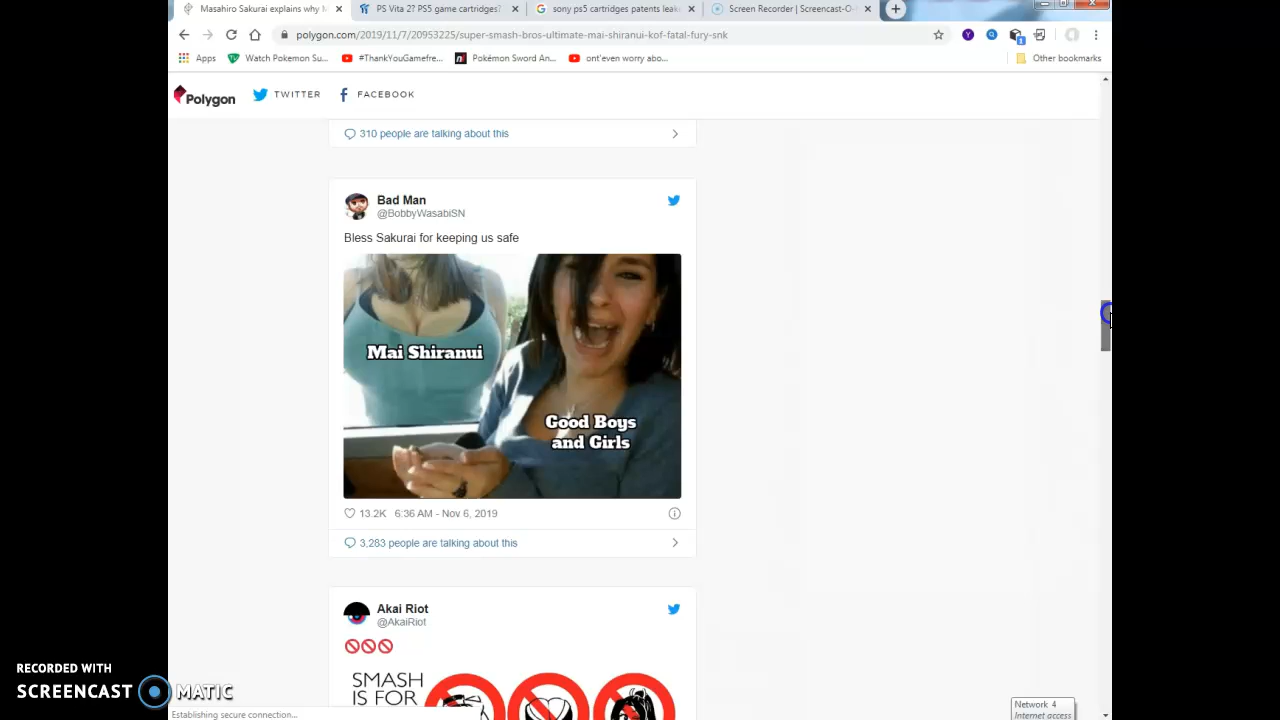 Masahiro Sakurai explains why M
PS Vita 2? PS5 game cartridges?
sony ps5 cartridges patents leak
Screen Recorder | Screencast-O-
polygon.com/2019/11/7/20953225/super-smash-bros-ultimate-mai-shiranui-kof-fatal-fury-snk
Apps
Watch Pokemon Su...
#ThankYouGamefre...
Pokémon Sword An...
ont'even worry abo...
Other bookmarks
Polygon
TWITTER
FACEBOOK
310 people are talking about this
Bad Man
@BobbyWasabiSN
Bless Sakurai for keeping us safe
Mai Shiranui
Good Boys
and Girls
13.2K 6:36 AM - Nov 6, 2019
3,283 people are talking about this
Akai Riot
@AkaiRiot
SMASH
IS FOR
RECORDED WITH
SCREENCAST MATIC
Establishing secure connection...
Network 4
Internet access